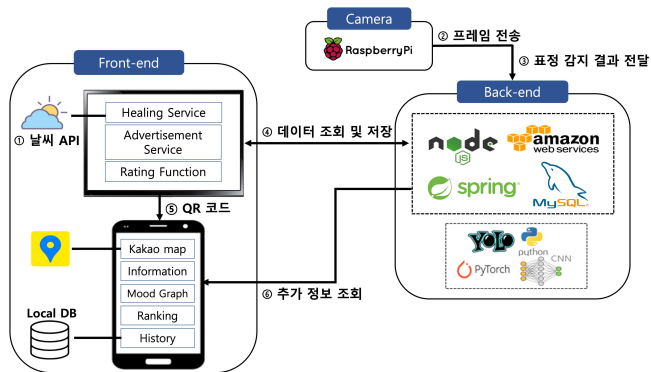 Camera
RaspberryPi
② 프레임 전송
③ 표정 감지 결과 전달
Front-end
① 날씨 API
Healing Service
Advertisement
Service
Rating Function
④ 데이터 조회 및 저장
Back-end
node
JS
amazon
web services
spring
MySQL
YOLO
python
CNN
PyTorch
⑤ QR 코드
Kakao map
Information
Mood Graph
Ranking
History
⑥ 추가 정보 조회
Local DB